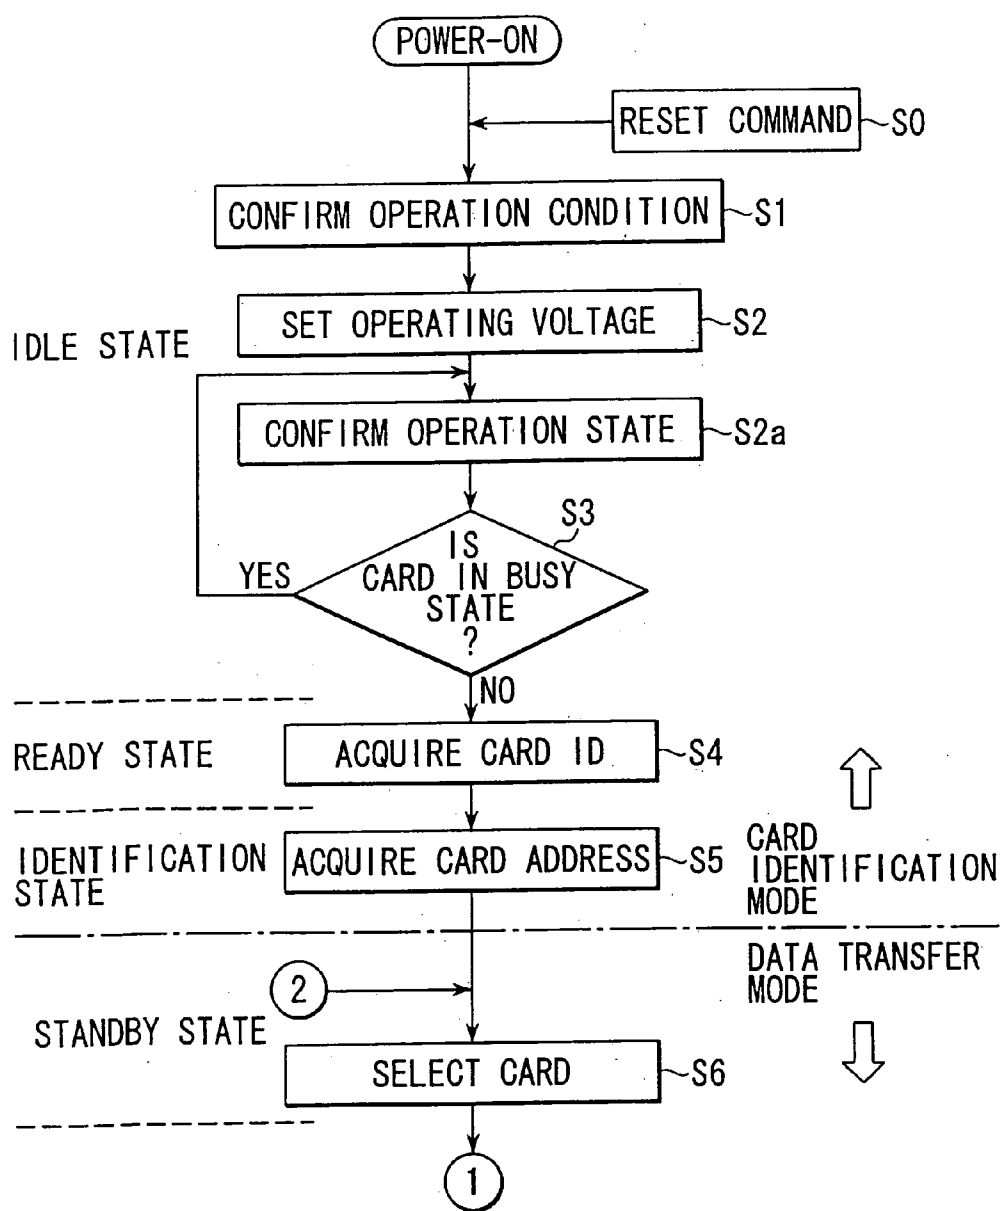 POWER-ON
RESET COMMAND
S0
CONFIRM OPERATION CONDITION
S1
SET OPERATING VOLTAGE
S2
IDLE STATE
CONFIRM OPERATION STATE
S2a
S3
IS
CARD IN BUSY
STATE
?
YES
NO
READY STATE
ACQUIRE CARD ID
S4
IDENTIFICATION
STATE
ACQUIRE CARD ADDRESS
S5
CARD
IDENTIFICATION
MODE
DATA TRANSFER
MODE
2
STANDBY STATE
SELECT CARD
S6
1